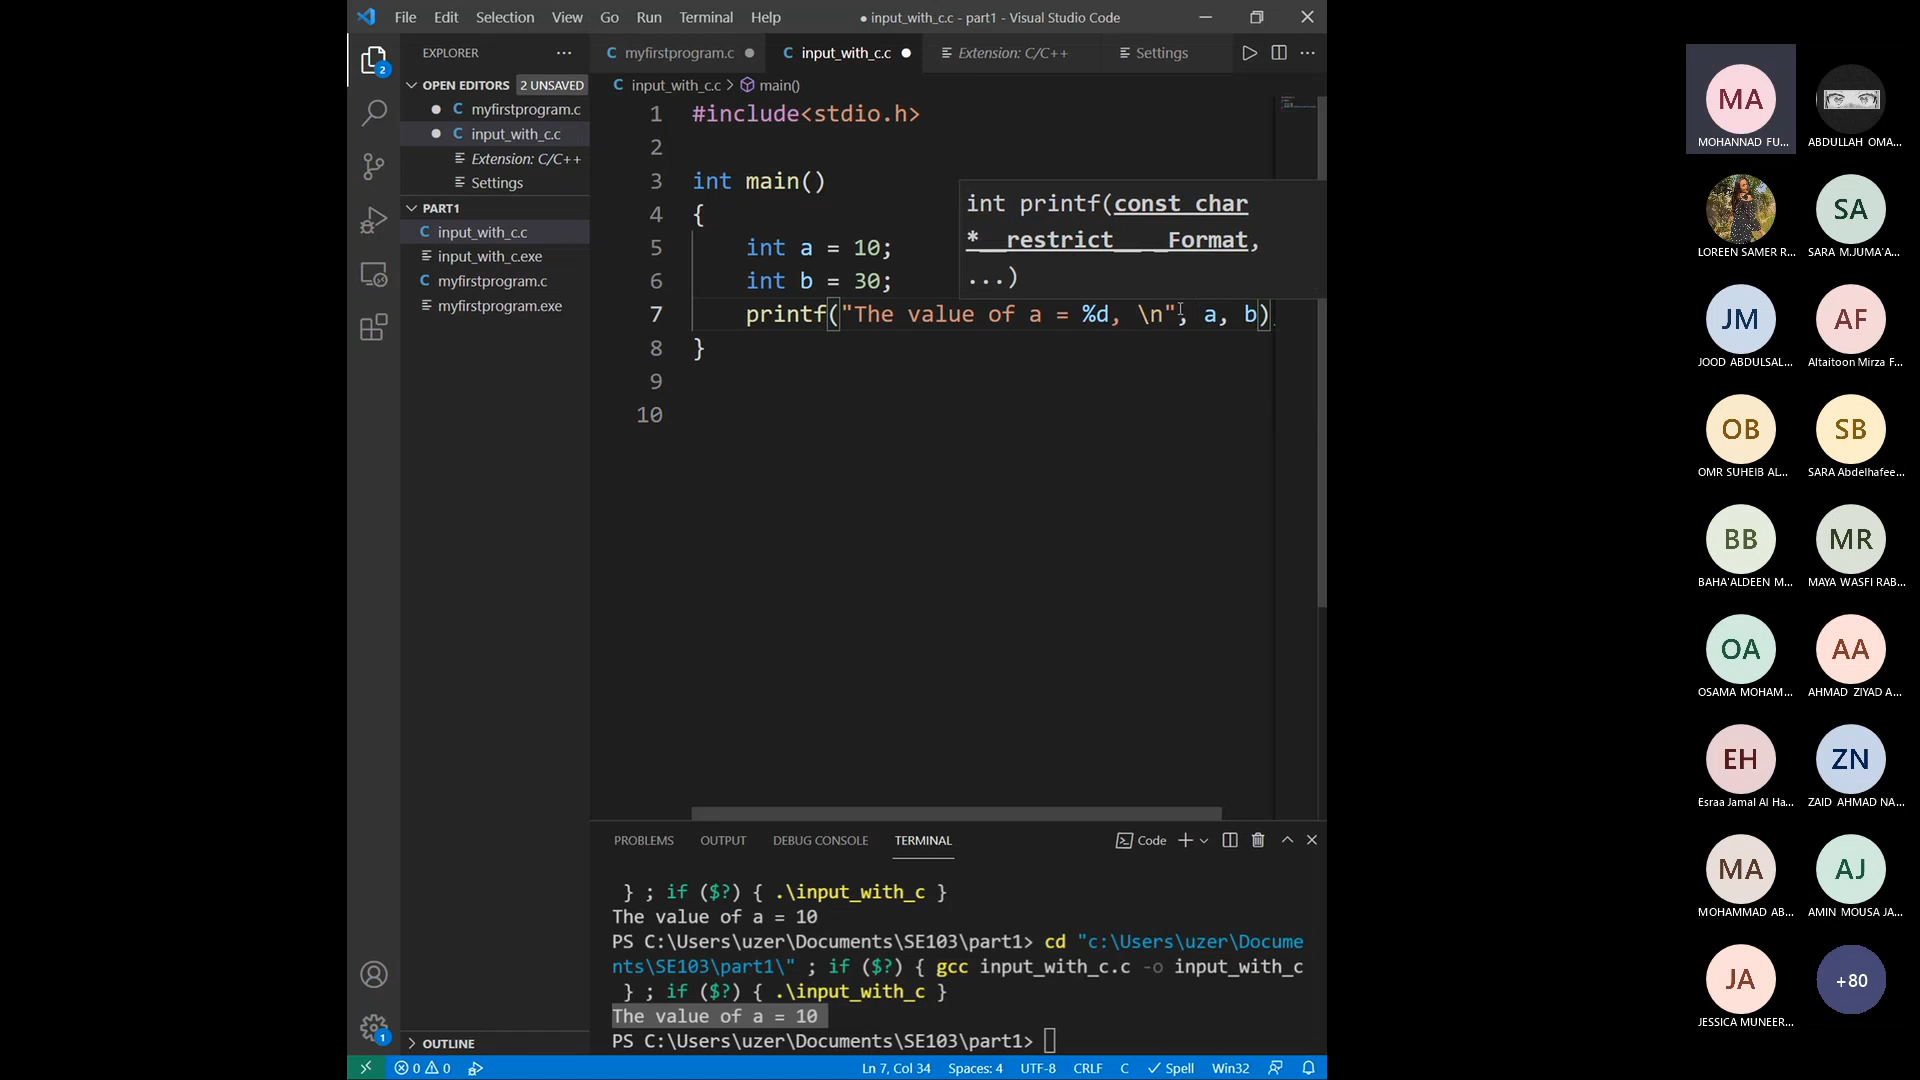 File Edit Selection View Go Run Terminal Help
● input_with_c.c - part1 - Visual Studio Code
EXPLORER
OPEN EDITORS 2 UNSAVED
myfirstprogram.c
input_with_c.c
Extension: C/C++
Settings
PART1
input_with_c.c
input_with_c.exe
myfirstprogram.c
myfirstprogram.exe
OUTLINE
2
1
myfirstprogram.c input_with_c.c Extension: C/C++ Settings
input_with_c.c > main()
1 #include<stdio.h>
2
3 int main()
4 {
5 int a = 10;
6 int b = 30;
7 printf("The value of a = %d, \n", a, b)
8 }
9
10
int printf(const char
*__restrict__ _Format,
...)
PROBLEMS OUTPUT DEBUG CONSOLE TERMINAL Code
} ; if ($?) { .\input_with_c }
The value of a = 10
PS C:\Users\uzer\Documents\SE103\part1> cd "c:\Users\uzer\Docume
nts\SE103\part1\" ; if ($?) { gcc input_with_c.c -o input_with_c
} ; if ($?) { .\input_with_c }
The value of a = 10
PS C:\Users\uzer\Documents\SE103\part1>
0 0 Ln 7, Col 34 Spaces: 4 UTF-8 CRLF C Spell Win32
MA
MOHANNAD FU... ABDULLAH OMA...
SA
LOREEN SAMER R... SARA M.JUMA'A...
JM AF
JOOD ABDULSAL... Altaitoon Mirza F...
OB SB
OMR SUHEIB AL... SARA Abdelhafee...
BB MR
BAHA'ALDEEN M... MAYA WASFI RAB...
OA AA
OSAMA MOHAM... AHMAD ZIYAD A...
EH ZN
Esraa Jamal Al Ha... ZAID AHMAD NA...
MA AJ
MOHAMMAD AB... AMIN MOUSA JA...
JA +80
JESSICA MUNEER...